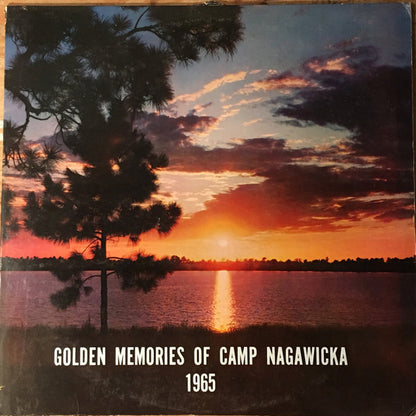 GOLDEN MEMORIES OF CAMP NAGAWICKA
1965